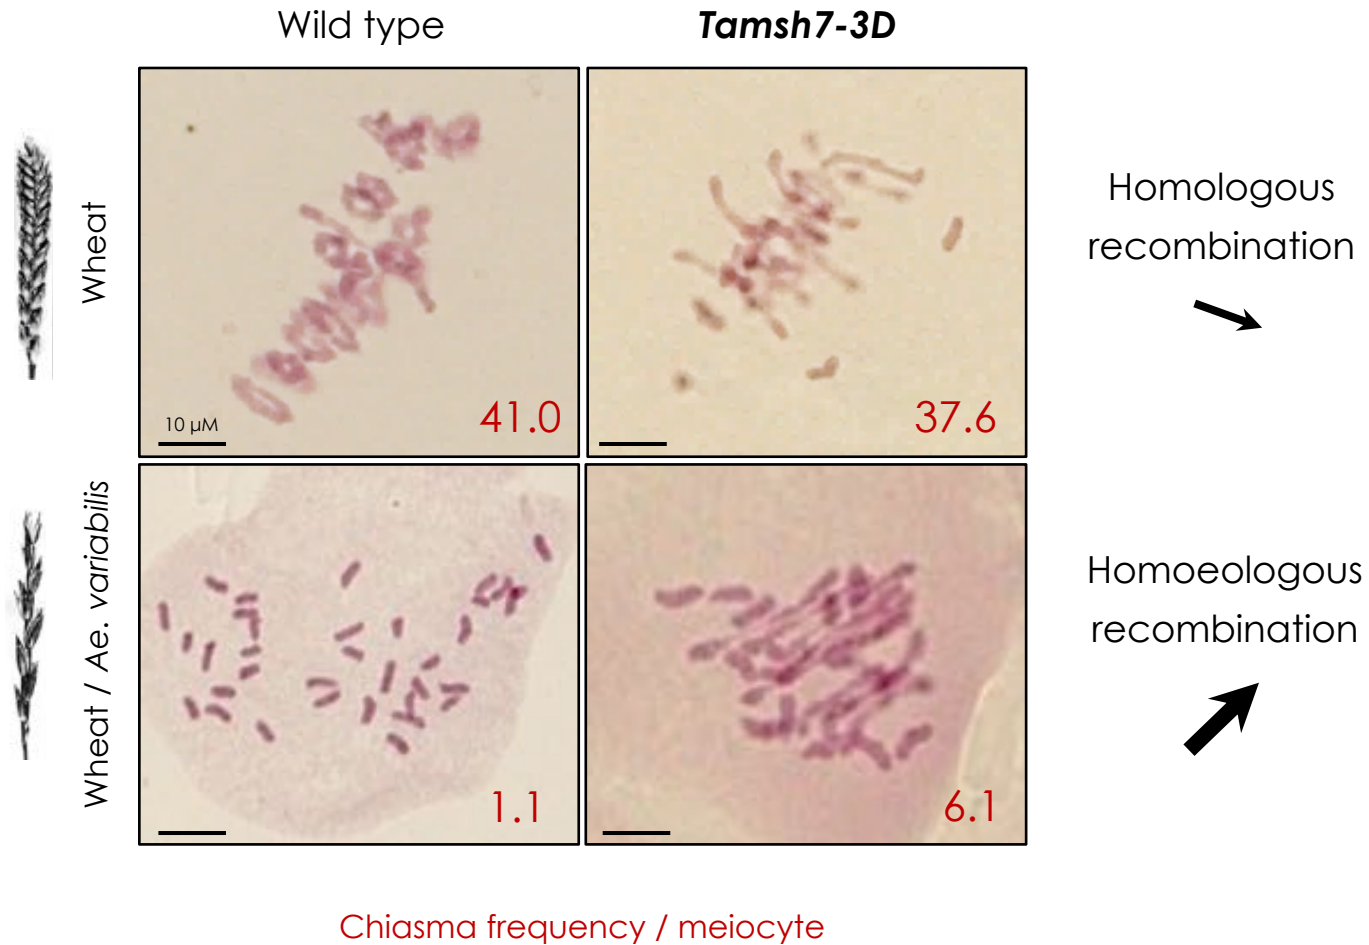 Wild type
Tamsh7-3D
Wheat
41.0
10 µM
37.6
Homologous
recombination
Wheat / Ae. variabilis
1.1
6.1
Homoeologous
recombination
Chiasma frequency / meiocyte